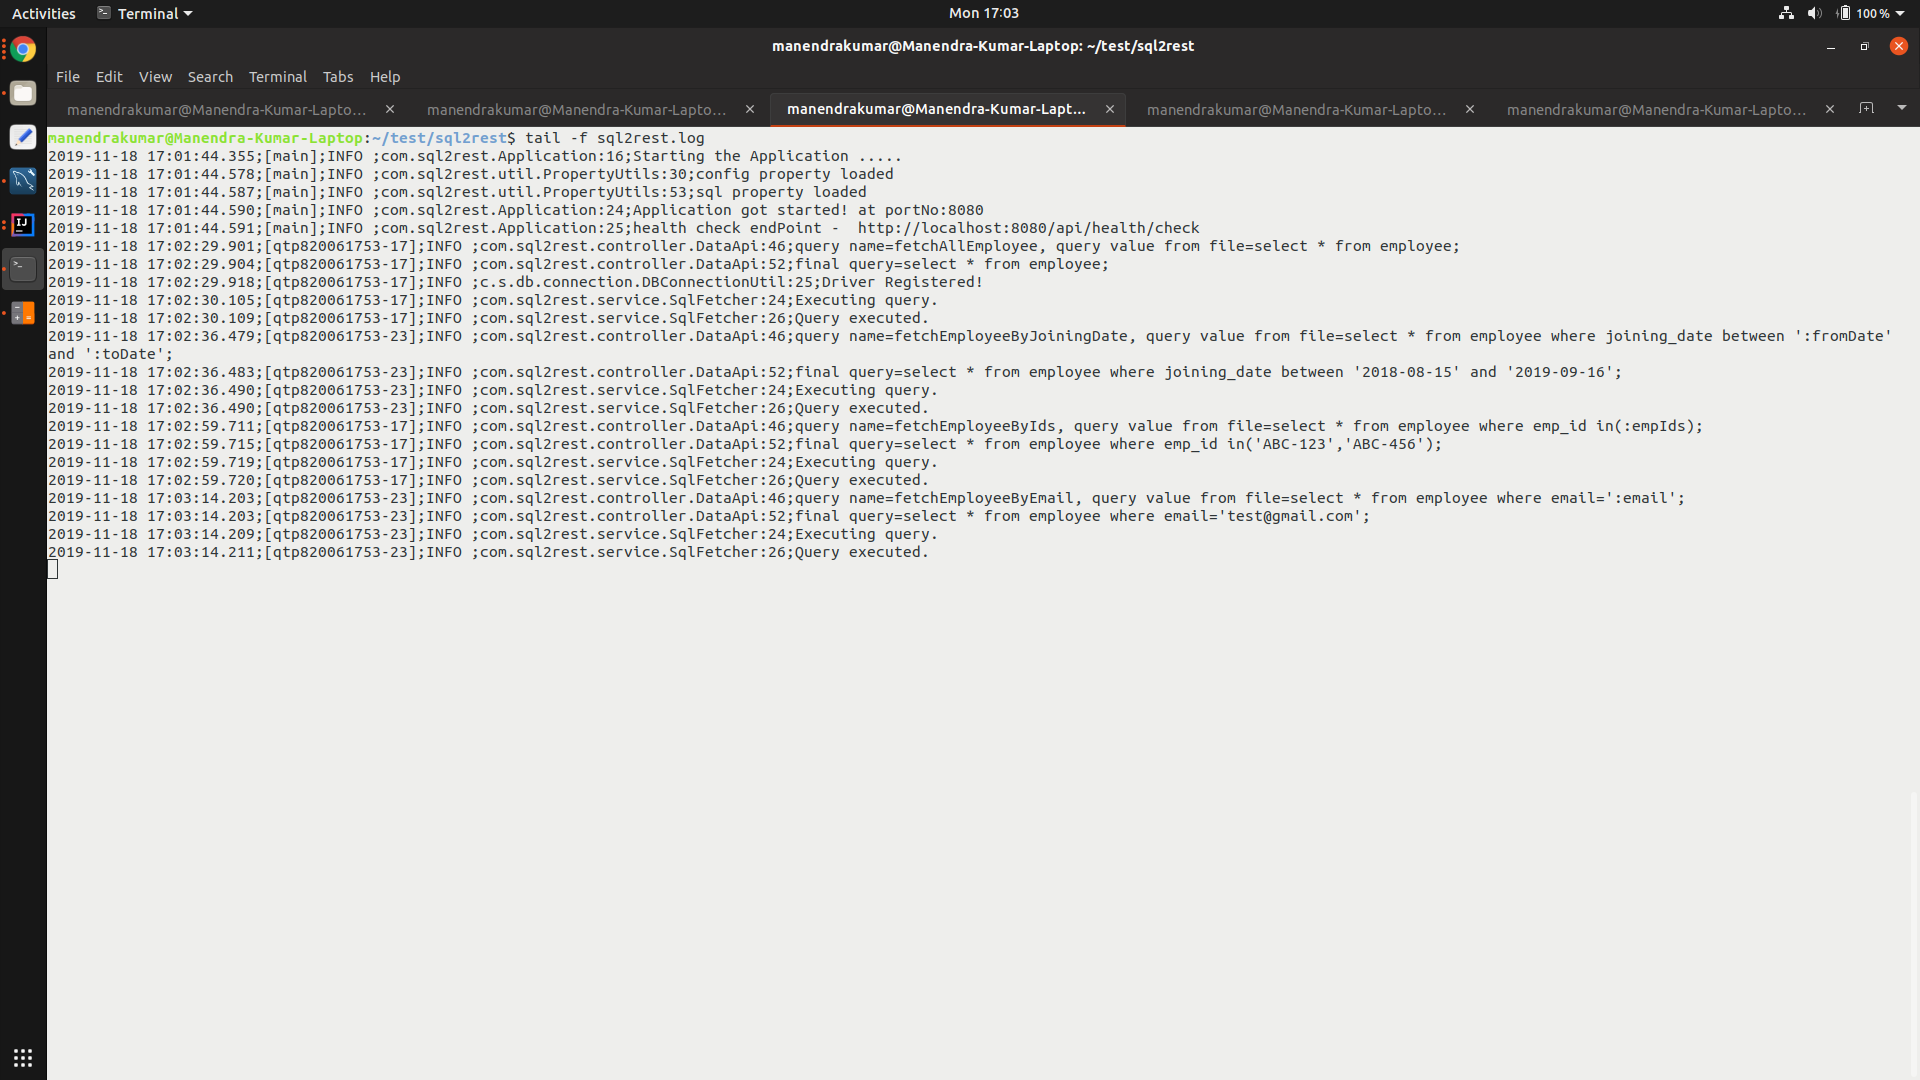 Activities
Terminal
Mon 17:03
100 %
manendrakumar@Manendra-Kumar-Laptop: ~/test/sql2rest
File Edit View Search Terminal Tabs Help
manendrakumar@Manendra-Kumar-Lapto… manendrakumar@Manendra-Kumar-Lapto… manendrakumar@Manendra-Kumar-Lapt… manendrakumar@Manendra-Kumar-Lapto… manendrakumar@Manendra-Kumar-Lapto…
manendrakumar@Manendra-Kumar-Laptop:~/test/sql2rest$ tail -f sql2rest.log
2019-11-18 17:01:44.355;[main];INFO ;com.sql2rest.Application:16;Starting the Application .....
2019-11-18 17:01:44.578;[main];INFO ;com.sql2rest.util.PropertyUtils:30;config property loaded
2019-11-18 17:01:44.587;[main];INFO ;com.sql2rest.util.PropertyUtils:53;sql property loaded
2019-11-18 17:01:44.590;[main];INFO ;com.sql2rest.Application:24;Application got started! at portNo:8080
2019-11-18 17:01:44.591;[main];INFO ;com.sql2rest.Application:25;health check endPoint -  http://localhost:8080/api/health/check
2019-11-18 17:02:29.901;[qtp820061753-17];INFO ;com.sql2rest.controller.DataApi:46;query name=fetchAllEmployee, query value from file=select * from employee;
2019-11-18 17:02:29.904;[qtp820061753-17];INFO ;com.sql2rest.controller.DataApi:52;final query=select * from employee;
2019-11-18 17:02:29.918;[qtp820061753-17];INFO ;c.s.db.connection.DBConnectionUtil:25;Driver Registered!
2019-11-18 17:02:30.105;[qtp820061753-17];INFO ;com.sql2rest.service.SqlFetcher:24;Executing query.
2019-11-18 17:02:30.109;[qtp820061753-17];INFO ;com.sql2rest.service.SqlFetcher:26;Query executed.
2019-11-18 17:02:36.479;[qtp820061753-23];INFO ;com.sql2rest.controller.DataApi:46;query name=fetchEmployeeByJoiningDate, query value from file=select * from employee where joining_date between ':fromDate'
and ':toDate';
2019-11-18 17:02:36.483;[qtp820061753-23];INFO ;com.sql2rest.controller.DataApi:52;final query=select * from employee where joining_date between '2018-08-15' and '2019-09-16';
2019-11-18 17:02:36.490;[qtp820061753-23];INFO ;com.sql2rest.service.SqlFetcher:24;Executing query.
2019-11-18 17:02:36.490;[qtp820061753-23];INFO ;com.sql2rest.service.SqlFetcher:26;Query executed.
2019-11-18 17:02:59.711;[qtp820061753-17];INFO ;com.sql2rest.controller.DataApi:46;query name=fetchEmployeeByIds, query value from file=select * from employee where emp_id in(:empIds);
2019-11-18 17:02:59.715;[qtp820061753-17];INFO ;com.sql2rest.controller.DataApi:52;final query=select * from employee where emp_id in('ABC-123','ABC-456');
2019-11-18 17:02:59.719;[qtp820061753-17];INFO ;com.sql2rest.service.SqlFetcher:24;Executing query.
2019-11-18 17:02:59.720;[qtp820061753-17];INFO ;com.sql2rest.service.SqlFetcher:26;Query executed.
2019-11-18 17:03:14.203;[qtp820061753-23];INFO ;com.sql2rest.controller.DataApi:46;query name=fetchEmployeeByEmail, query value from file=select * from employee where email=':email';
2019-11-18 17:03:14.203;[qtp820061753-23];INFO ;com.sql2rest.controller.DataApi:52;final query=select * from employee where email='test@gmail.com';
2019-11-18 17:03:14.209;[qtp820061753-23];INFO ;com.sql2rest.service.SqlFetcher:24;Executing query.
2019-11-18 17:03:14.211;[qtp820061753-23];INFO ;com.sql2rest.service.SqlFetcher:26;Query executed.